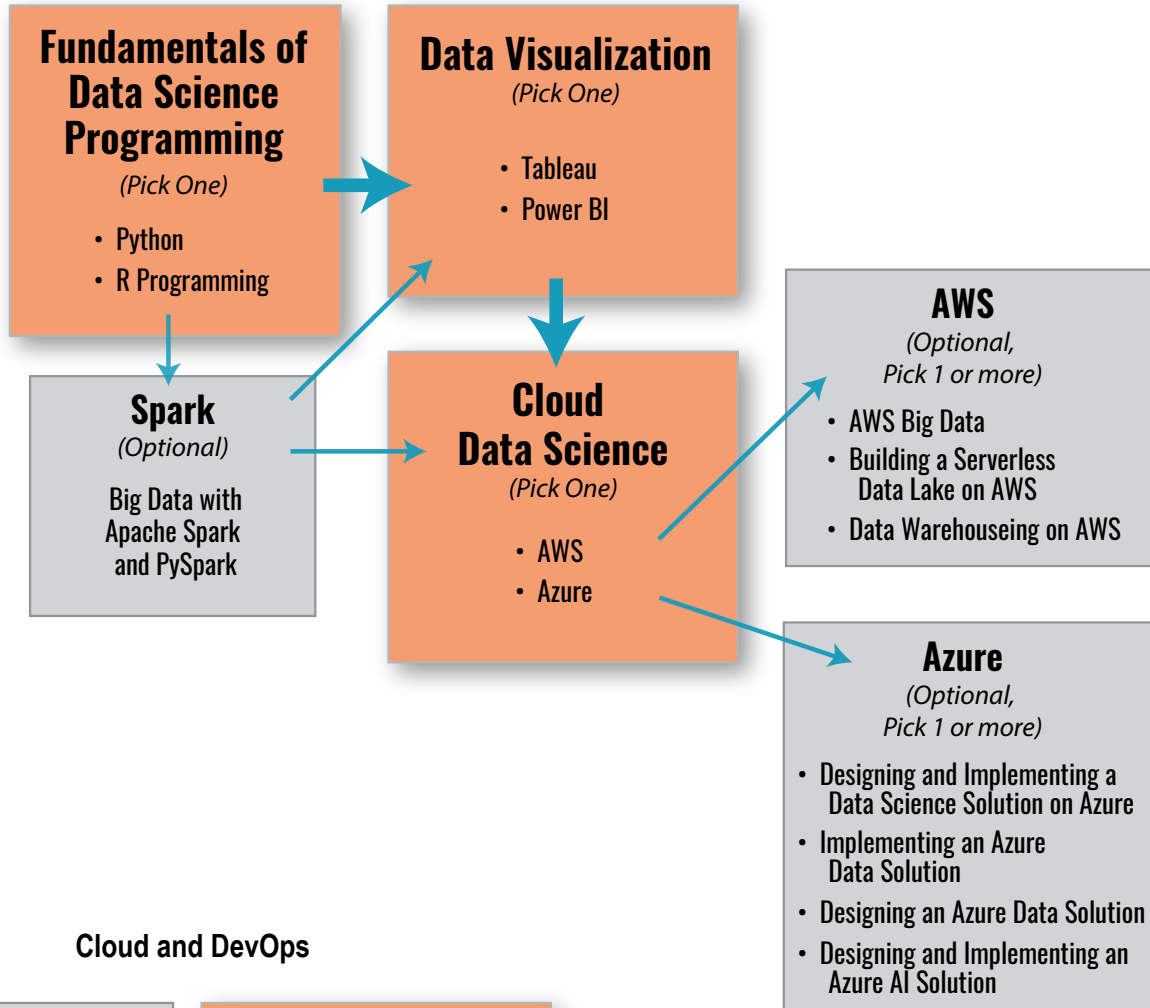 Fundamentals of
Data Science
Programming
(Pick One)
• Python
• R Programming
Data Visualization
(Pick One)
• Tableau
• Power BI
Spark
(Optional)
Big Data with
Apache Spark
and PySpark
Cloud
Data Science
(Pick One)
• AWS
• Azure
AWS
(Optional,
Pick 1 or more)
• AWS Big Data
• Building a Serverless
Data Lake on AWS
• Data Warehouseing on AWS
Azure
(Optional,
Pick 1 or more)
• Designing and Implementing a
Data Science Solution on Azure
• Implementing an Azure
Data Solution
• Designing an Azure Data Solution
• Designing and Implementing an
Azure AI Solution
Cloud and DevOps